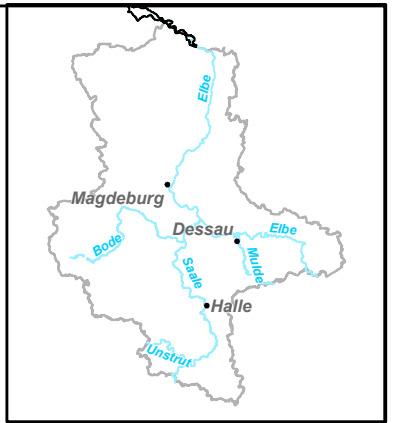 Elbe
Magdeburg
Dessau
Elbe
Bode
Mulde
Saale
Halle
Unstrut